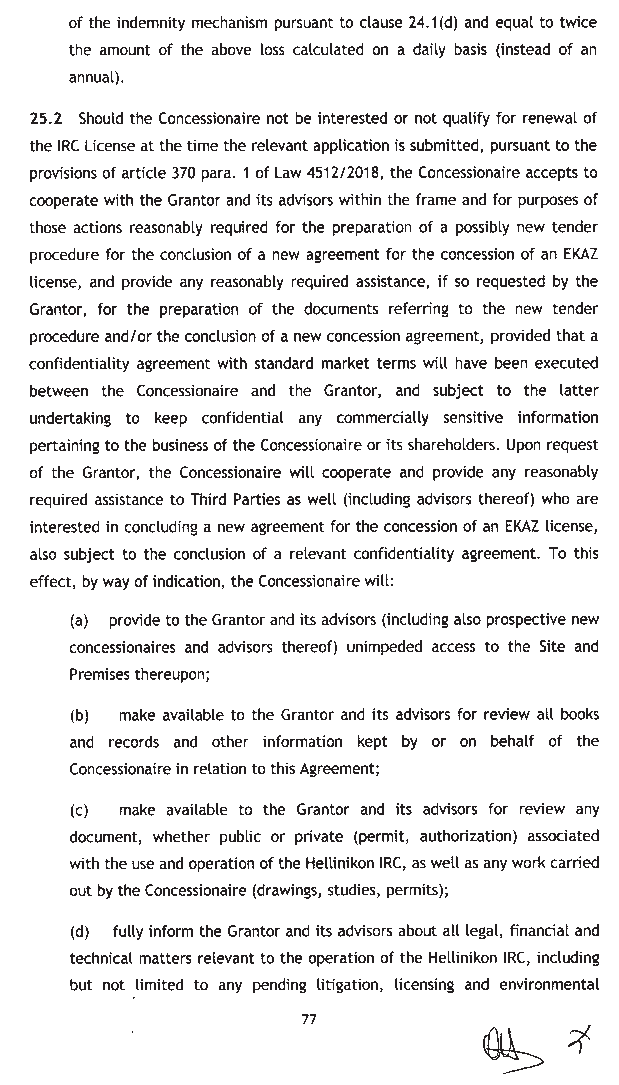 of the indemnity mechanism pursuant to clause 24.1(d) and equal to twice
the amount of the above loss calculated on a daily basis (instead of an
annual).
25.2 Should the Concessionaire not be interested or not qualify for renewal of
the IRC License at the time the relevant application is submitted, pursuant to the
provisions of article 370 para. 1 of Law 4512/2018, the Concessionaire accepts to
cooperate with the Grantor and its advisors within the frame and for purposes of
those actions reasonably required for the preparation of a possibly new tender
procedure for the conclusion of a new agreement for the concession of an EKAZ
license, and provide any reasonably required assistance, if so requested by the
Grantor, for the preparation of the documents referring to the new tender
procedure and/or the conclusion of a new concession agreement, provided that a
confidentiality agreement with standard market terms will have been executed
between the Concessionaire and the Grantor, and subject to the latter
undertaking to keep confidential any commercially sensitive information
pertaining to the business of the Concessionaire or its shareholders. Upon request
of the Grantor, the Concessionaire will cooperate and provide any reasonably
required assistance to Third Parties as well (including advisors thereof) who are
interested in concluding a new agreement for the concession of an EKAZ license,
also subject to the conclusion of a relevant confidentiality agreement. To this
effect, by way of indication, the Concessionaire will:
(a) provide to the Grantor and its advisors (including also prospective new
concessionaires and advisors thereof) unimpeded access to the Site and
Premises thereupon;
(b) make available to the Grantor and its advisors for review all books
and records and other information kept by or on behalf of the
Concessionaire in relation to this Agreement;
(c) make available to the Grantor and its advisors for review any
document, whether public or private (permit, authorization) associated
with the use and operation of the Hellinikon IRC, as well as any work carried
out by the Concessionaire (drawings, studies, permits);
(d) fully inform the Grantor and its advisors about all legal, financial and
technical matters relevant to the operation of the Hellinikon IRC, including
but not limited to any pending litigation, licensing and environmental
77